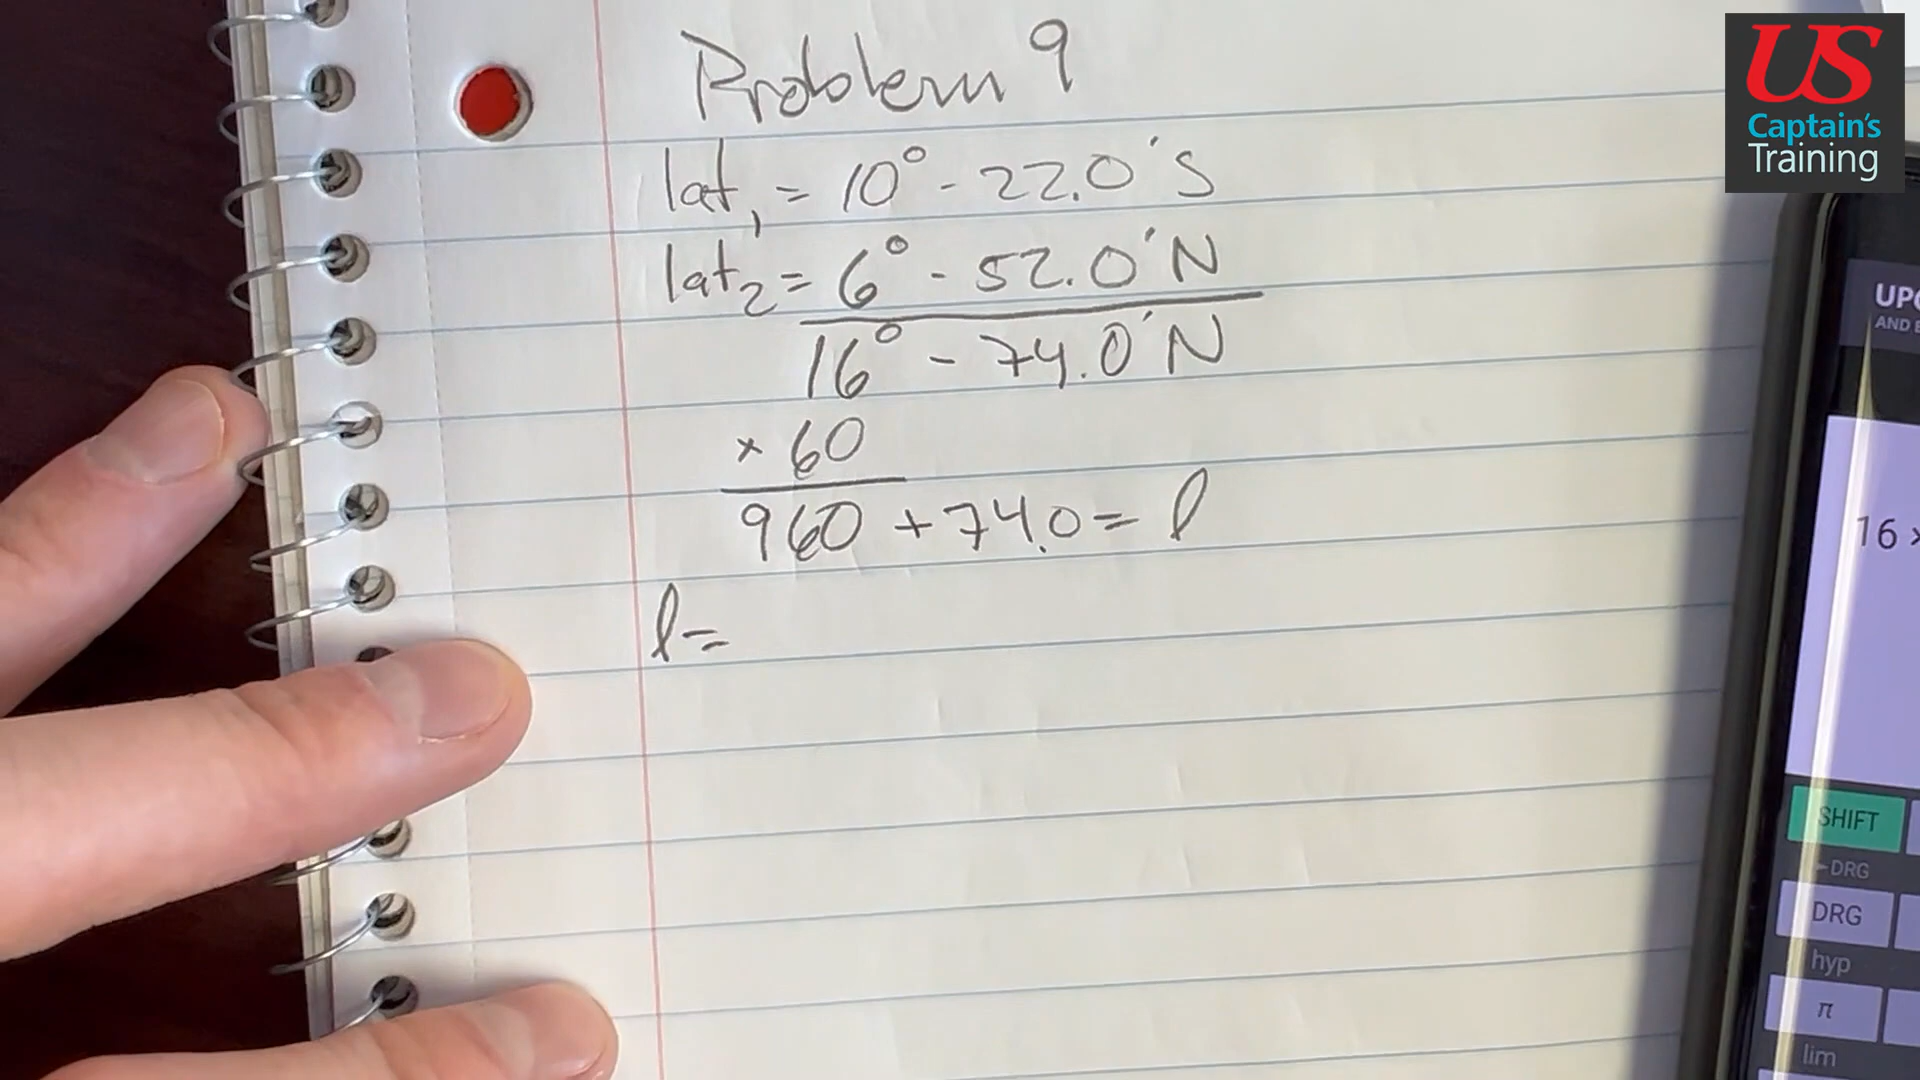 US
Captain's
Training
Problem 9
lat₁ = 10° - 22.0' S
lat₂ = 6° - 52.0' N
16° - 74.0' N
× 60
960 + 74.0 = l
l =
UPG
AND E
16 ×
SHIFT
►DRG
DRG
hyp
π
lim